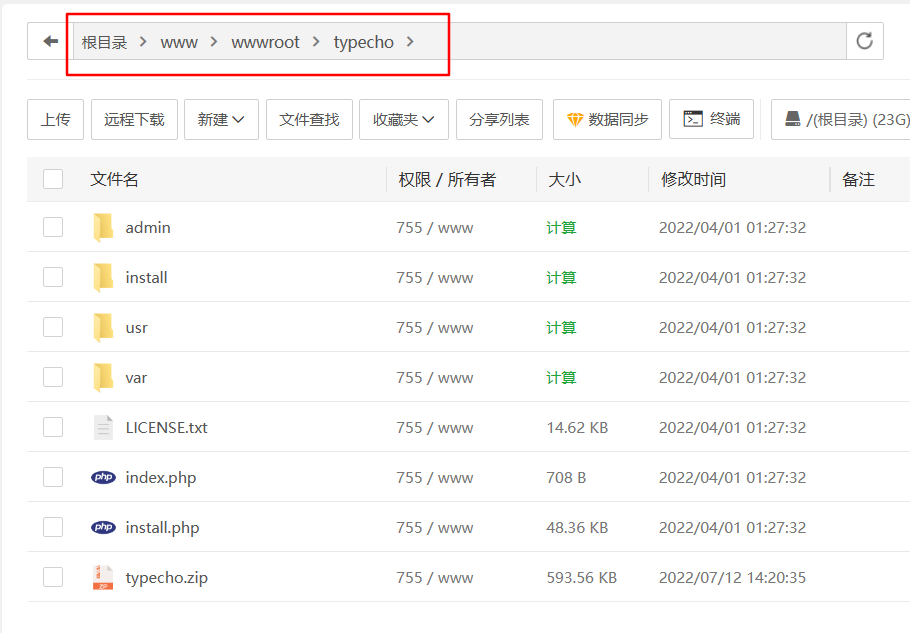 根目录 > www > wwwroot > typecho >
上传 远程下载 新建 文件查找 收藏夹 分享列表 数据同步 终端 /(根目录) (23G)
文件名 权限 / 所有者 大小 修改时间 备注
admin 755 / www 计算 2022/04/01 01:27:32
install 755 / www 计算 2022/04/01 01:27:32
usr 755 / www 计算 2022/04/01 01:27:32
var 755 / www 计算 2022/04/01 01:27:32
LICENSE.txt 755 / www 14.62 KB 2022/04/01 01:27:32
php index.php 755 / www 708 B 2022/04/01 01:27:32
php install.php 755 / www 48.36 KB 2022/04/01 01:27:32
typecho.zip 755 / www 593.56 KB 2022/07/12 14:20:35